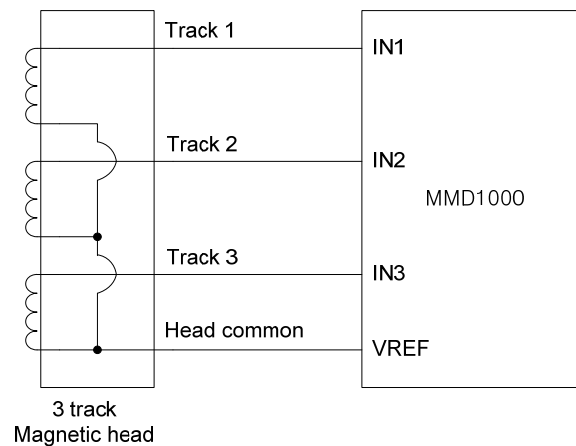 Track 1
IN1
Track 2
IN2
MMD1000
Track 3
IN3
Head common
VREF
3 track
Magnetic head